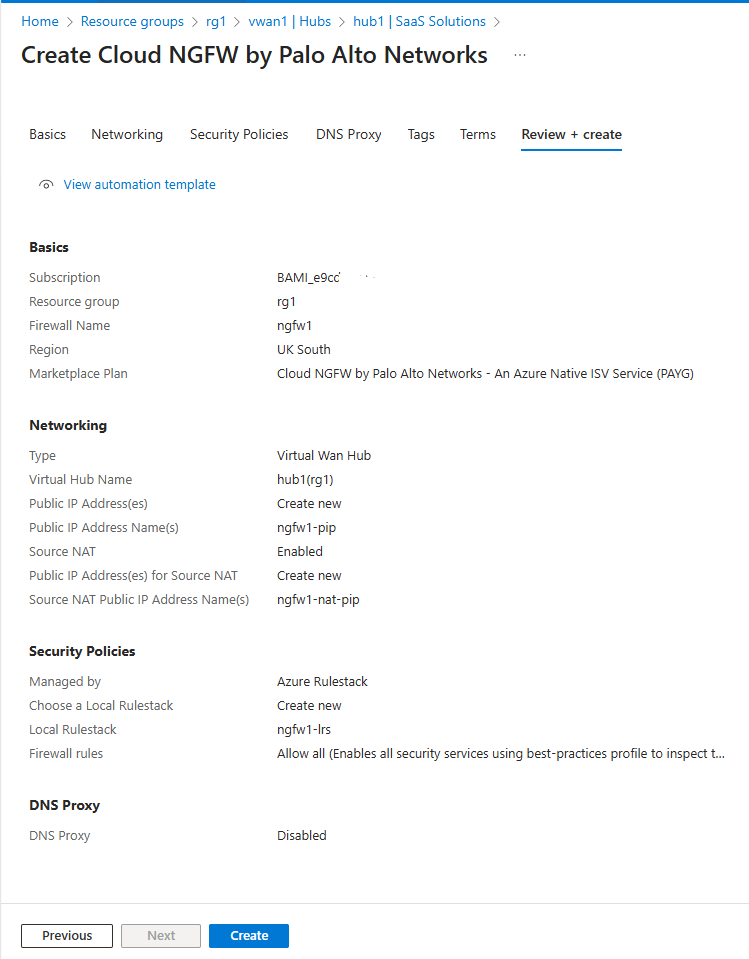 Home > Resource groups > rg1 > vwan1 | Hubs > hub1 | SaaS Solutions >
Create Cloud NGFW by Palo Alto Networks ...
Basics Networking Security Policies DNS Proxy Tags Terms Review + create
View automation template
Basics
Subscription BAMI_e9cd
Resource group rg1
Firewall Name ngfw1
Region UK South
Marketplace Plan Cloud NGFW by Palo Alto Networks - An Azure Native ISV Service (PAYG)
Networking
Type Virtual Wan Hub
Virtual Hub Name hub1(rg1)
Public IP Address(es) Create new
Public IP Address Name(s) ngfw1-pip
Source NAT Enabled
Public IP Address(es) for Source NAT Create new
Source NAT Public IP Address Name(s) ngfw1-nat-pip
Security Policies
Managed by Azure Rulestack
Choose a Local Rulestack Create new
Local Rulestack ngfw1-lrs
Firewall rules Allow all (Enables all security services using best-practices profile to inspect t...
DNS Proxy
DNS Proxy Disabled
Previous Next Create